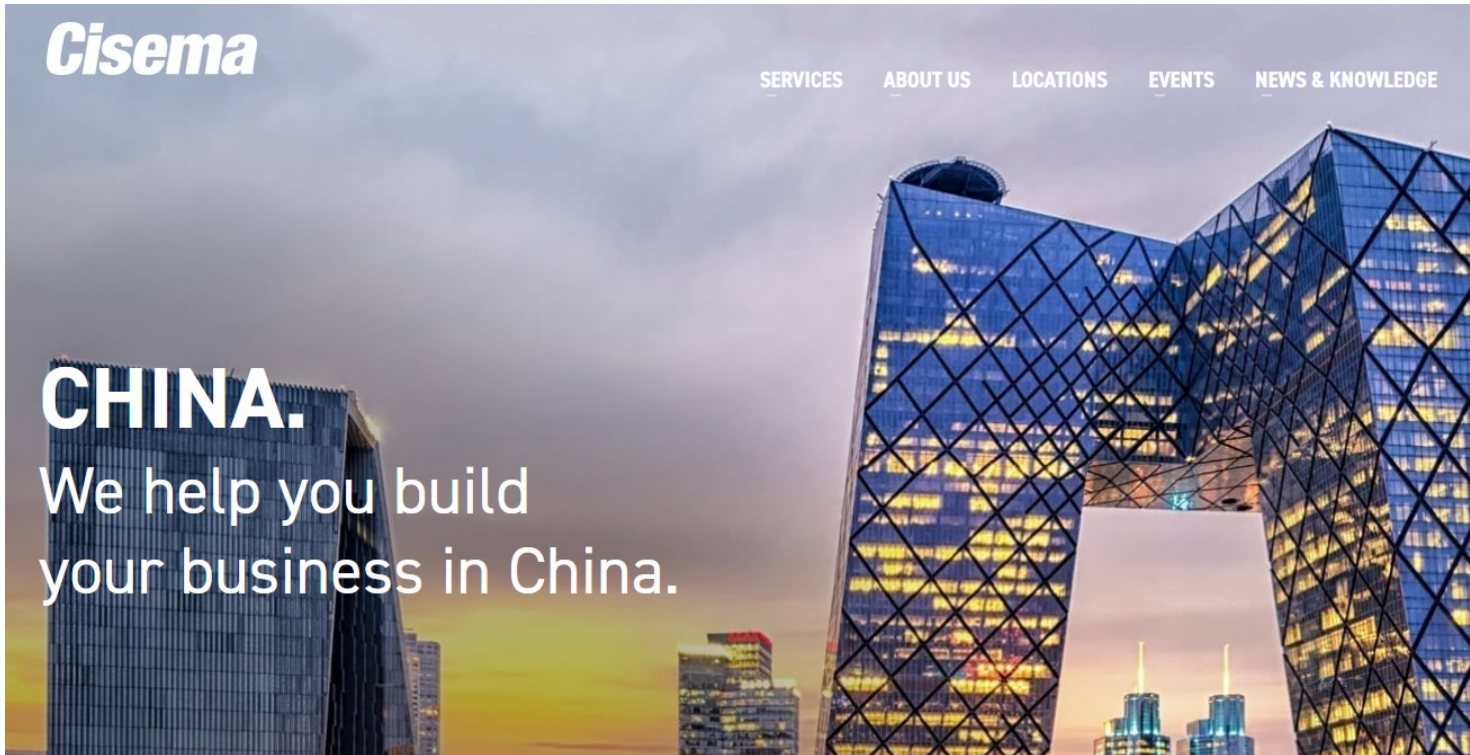 Cisema
SERVICES ABOUT US LOCATIONS EVENTS NEWS & KNOWLEDGE
CHINA.
We help you build
your business in China.